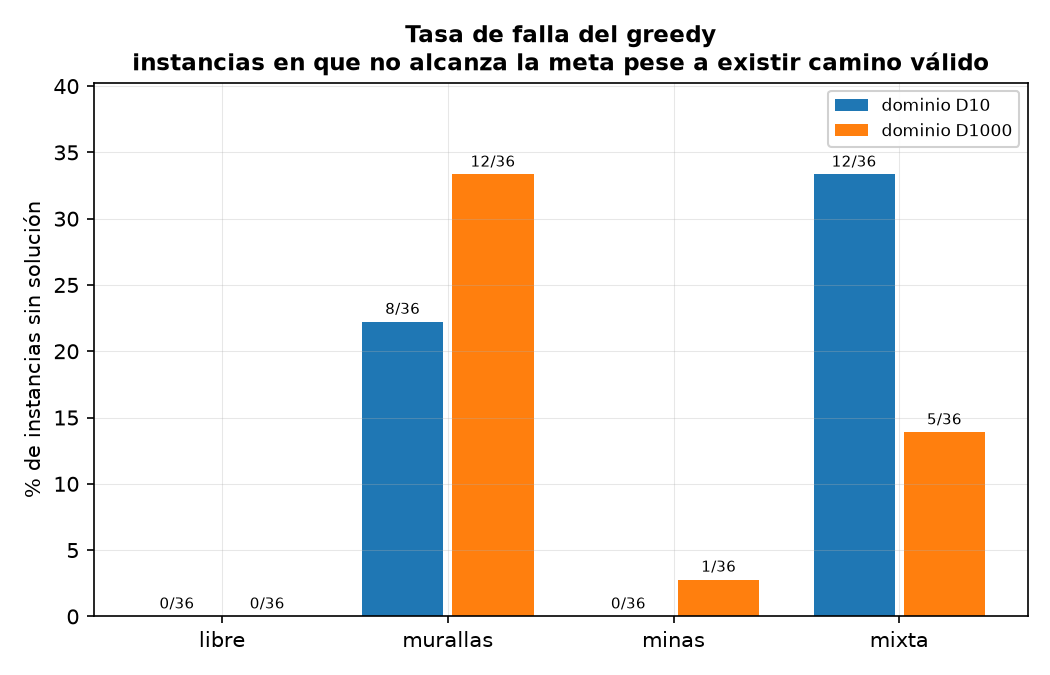 Tasa de falla del greedy
instancias en que no alcanza la meta pese a existir camino válido
% de instancias sin solución
40
35
30
25
20
15
10
5
0
dominio D10
dominio D1000
0/36
0/36
8/36
12/36
0/36
1/36
12/36
5/36
libre
murallas
minas
mixta